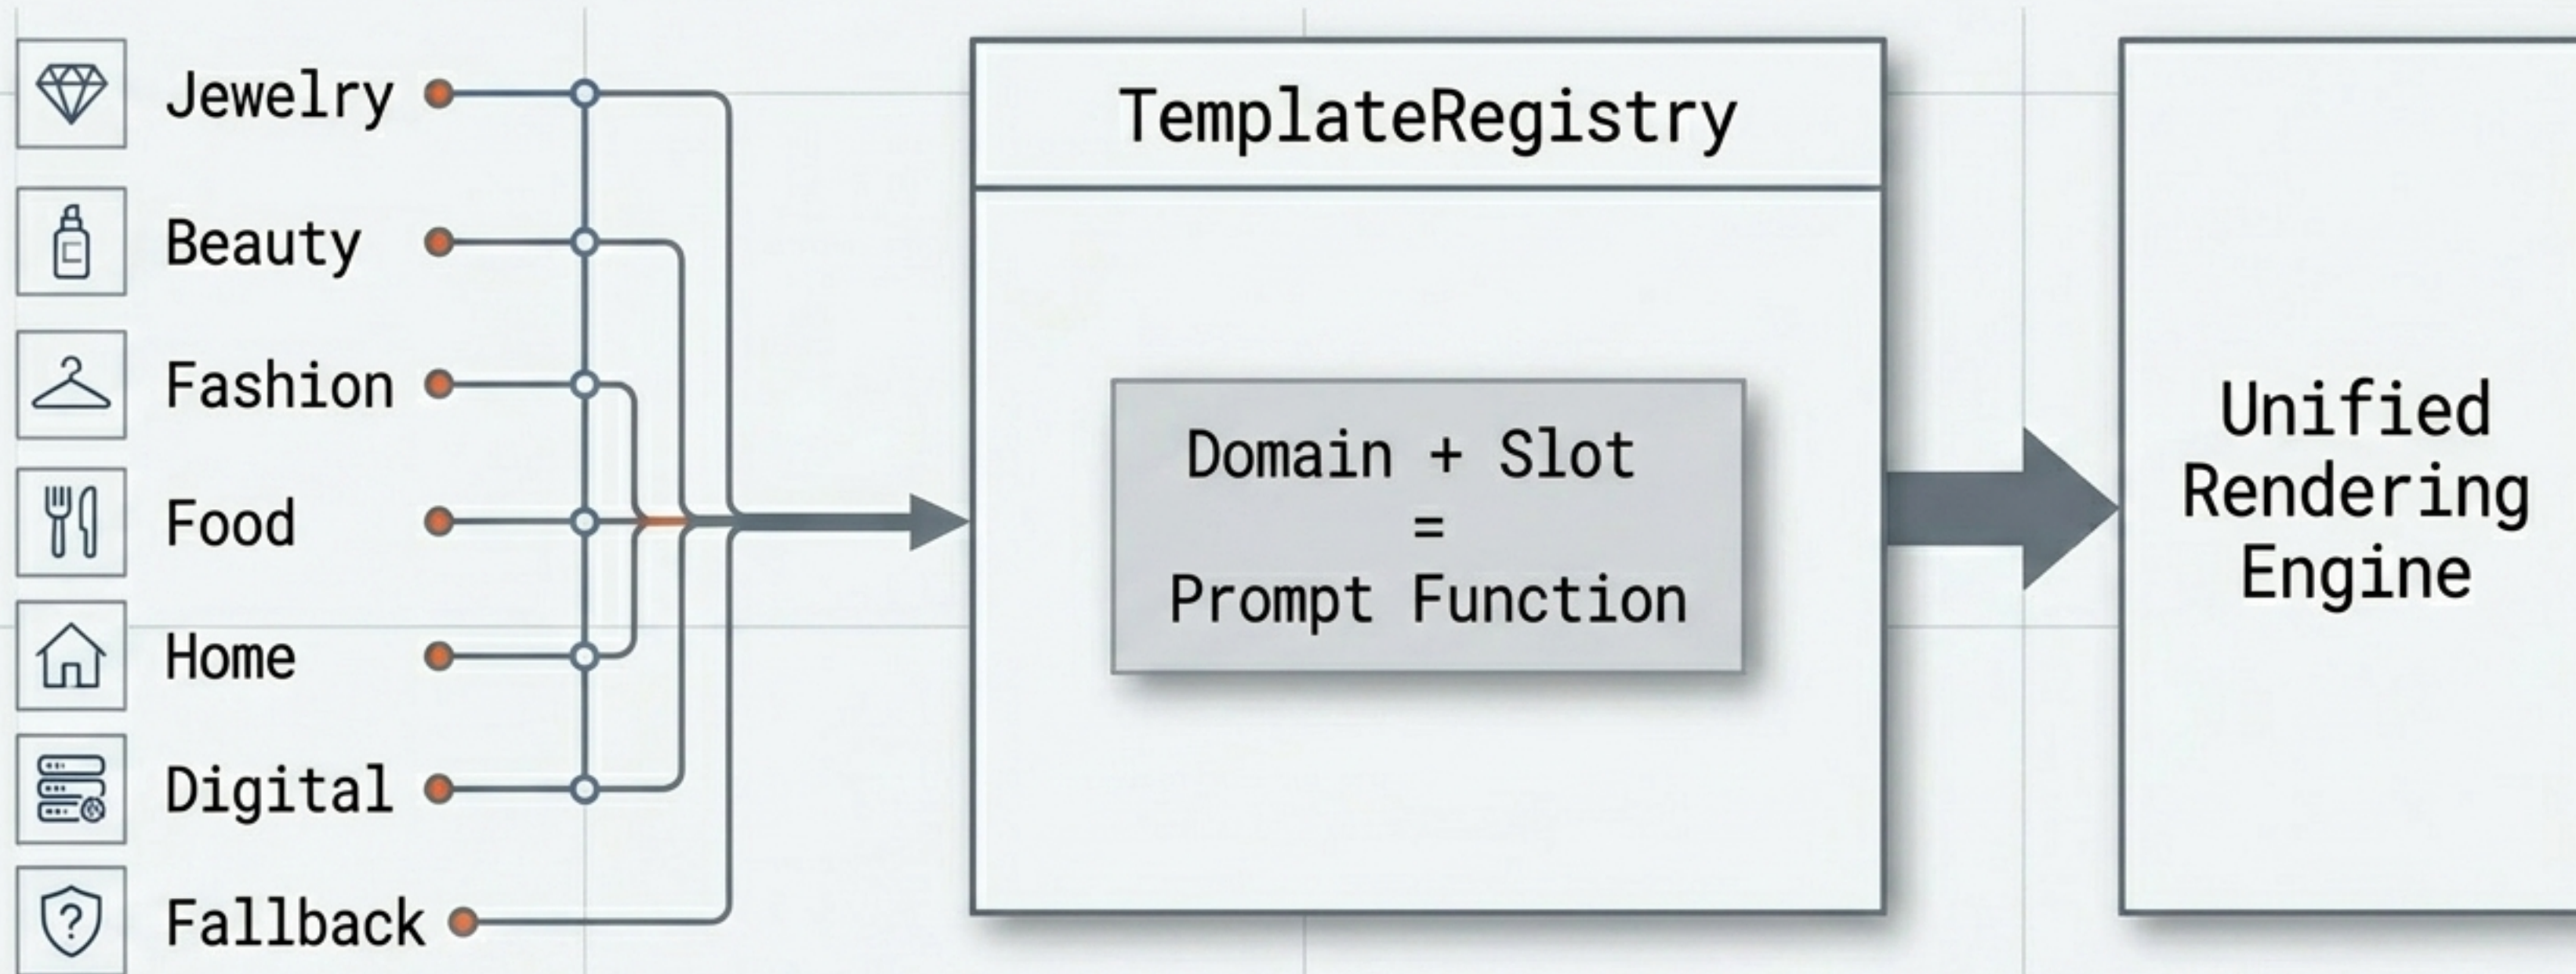 Jewelry
Beauty
Fashion
Food
Home
Digital
Fallback
TemplateRegistry
Domain + Slot
=
Prompt Function
Unified
Rendering
Engine